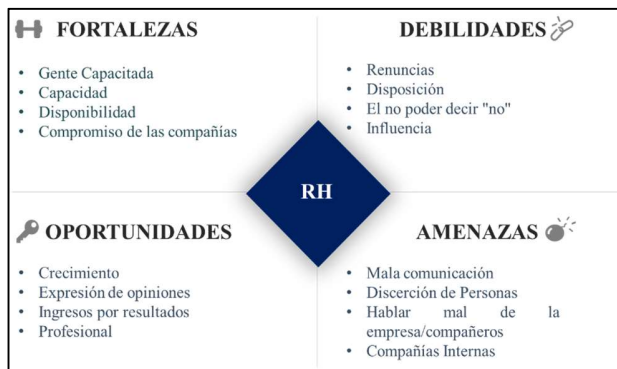 FORTALEZAS
• Gente Capacitada
• Capacidad
• Disponibilidad
• Compromiso de las compañías
DEBILIDADES
• Renuncias
• Disposición
• El no poder decir "no"
• Influencia
RH
OPORTUNIDADES
• Crecimiento
• Expresión de opiniones
• Ingresos por resultados
• Profesional
AMENAZAS
• Mala comunicación
• Discerción de Personas
• Hablar mal de la
empresa/compañeros
• Compañías Internas